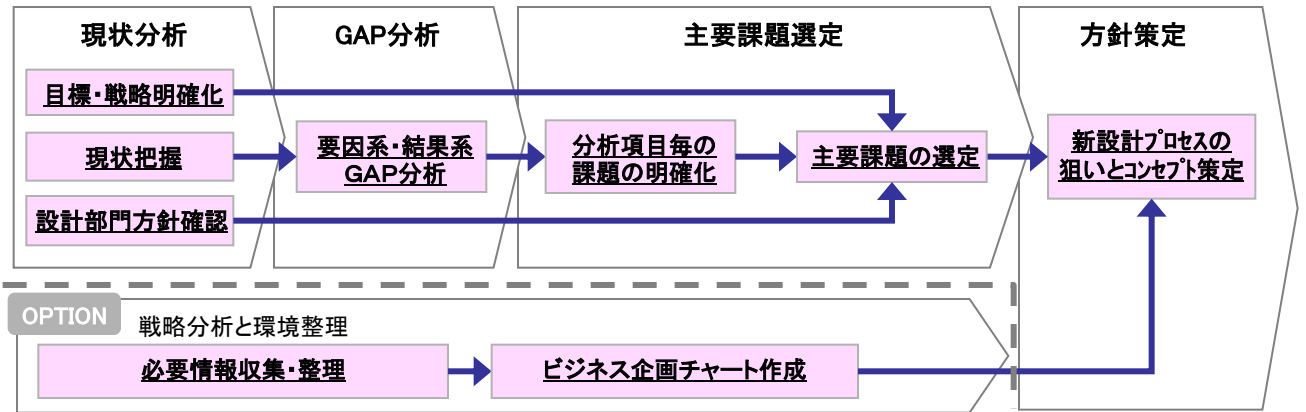 現状分析
GAP分析
主要課題選定
方針策定
目標・戦略明確化
現状把握
設計部門方針確認
要因系・結果系
GAP分析
分析項目毎の
課題の明確化
主要課題の選定
新設計ﾌﾟﾛｾｽの
狙いとｺﾝｾﾌﾟﾄ策定
OPTION
戦略分析と環境整理
必要情報収集・整理
ビジネス企画チャート作成